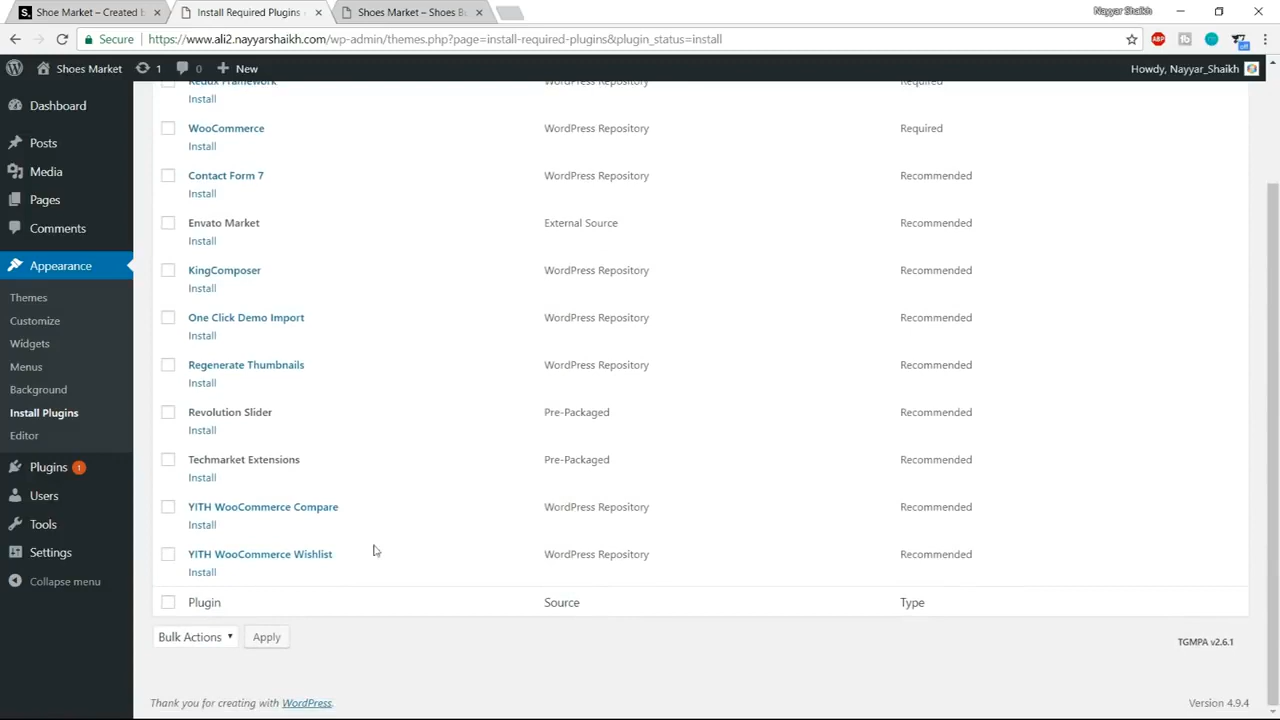 Shoe Market – Created b
Install Required Plugins
Shoes Market – Shoes Bu
Nayyar Shaikh
Secure
https://www.ali2.nayyarshaikh.com/wp-admin/themes.php?page=install-required-plugins&plugin_status=install
ABP
off
Shoes Market
1
0
New
Howdy, Nayyar_Shaikh
Dashboard
Posts
Media
Pages
Comments
Appearance
Themes
Customize
Widgets
Menus
Background
Install Plugins
Editor
Plugins 1
Users
Tools
Settings
Collapse menu
Redux Framework WordPress Repository Required
Install
WooCommerce WordPress Repository Required
Install
Contact Form 7 WordPress Repository Recommended
Install
Envato Market External Source Recommended
Install
KingComposer WordPress Repository Recommended
Install
One Click Demo Import WordPress Repository Recommended
Install
Regenerate Thumbnails WordPress Repository Recommended
Install
Revolution Slider Pre-Packaged Recommended
Install
Techmarket Extensions Pre-Packaged Recommended
Install
YITH WooCommerce Compare WordPress Repository Recommended
Install
YITH WooCommerce Wishlist WordPress Repository Recommended
Install
Plugin Source Type
Bulk Actions Apply
TGMPA v2.6.1
Thank you for creating with WordPress.
Version 4.9.4